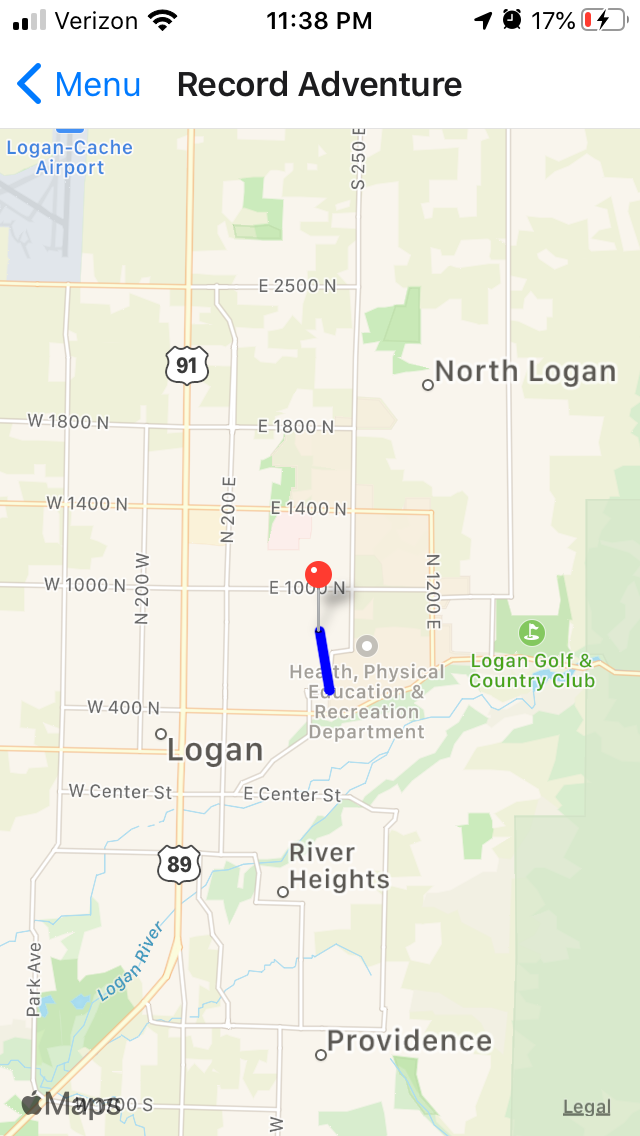 Verizon 11:38 PM 17%
Menu Record Adventure
Logan-Cache
Airport
S 250 E
E 2500 N
91
North Logan
W 1800 N
E 1800 N
W 1400 N
E 1400 N
N 200 E
N 200 W
W 1000 N
E 1000 N
N 1200 E
Logan Golf &
Country Club
Health, Physical
Education &
Recreation
Department
W 400 N
Logan
W Center St
E Center St
River
Heights
89
Logan River
Park Ave
Providence
Maps
S
W
Legal